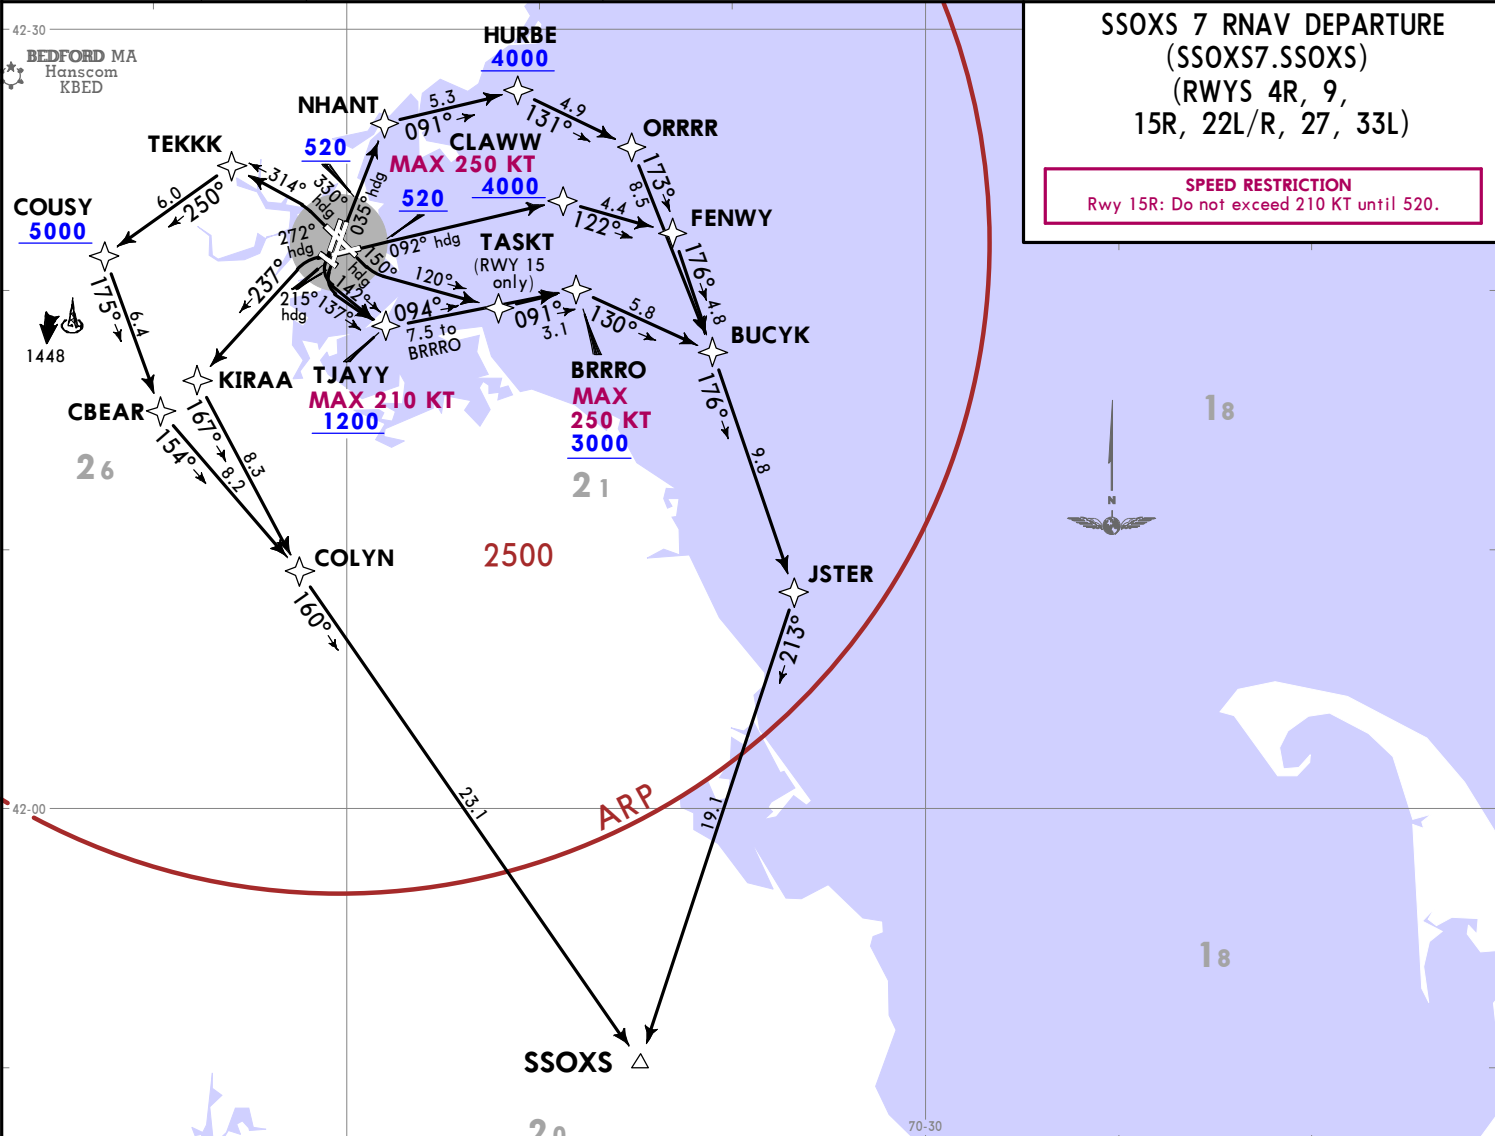 SSOXS 7 RNAV DEPARTURE
(SSOXS7.SSOXS)
(RWYS 4R, 9,
15R, 22L/R, 27, 33L)
SPEED RESTRICTION
Rwy 15R: Do not exceed 210 KT until 520.
42-30
BEDFORD MA
Hanscom
KBED
HURBE
4000
NHANT
5.3
091°
4.9
131°
ORRRR
TEKKK
520
CLAWW
MAX 250 KT
4000
173°
8.5
6.0
250°
314°
330°
hdg
035° hdg
520
COUSY
5000
4.4
122°
FENWY
272°
hdg
092° hdg
TASKT
(RWY 15
only)
150°
hdg
120°
176°
4.8
237°
142°
215°
hdg
137°
094°
7.5 to
BRRRO
091°
3.1
5.8
130°
175°
6.4
BUCYK
1448
KIRAA
TJAYY
MAX 210 KT
1200
BRRRO
MAX
250 KT
3000
176°
CBEAR
167°
8.3
154°
8.2
9.8
18
26
21
N
COLYN
2500
JSTER
160°
213°
23.1
19.1
ARP
42-00
18
SSOXS
20
70-30